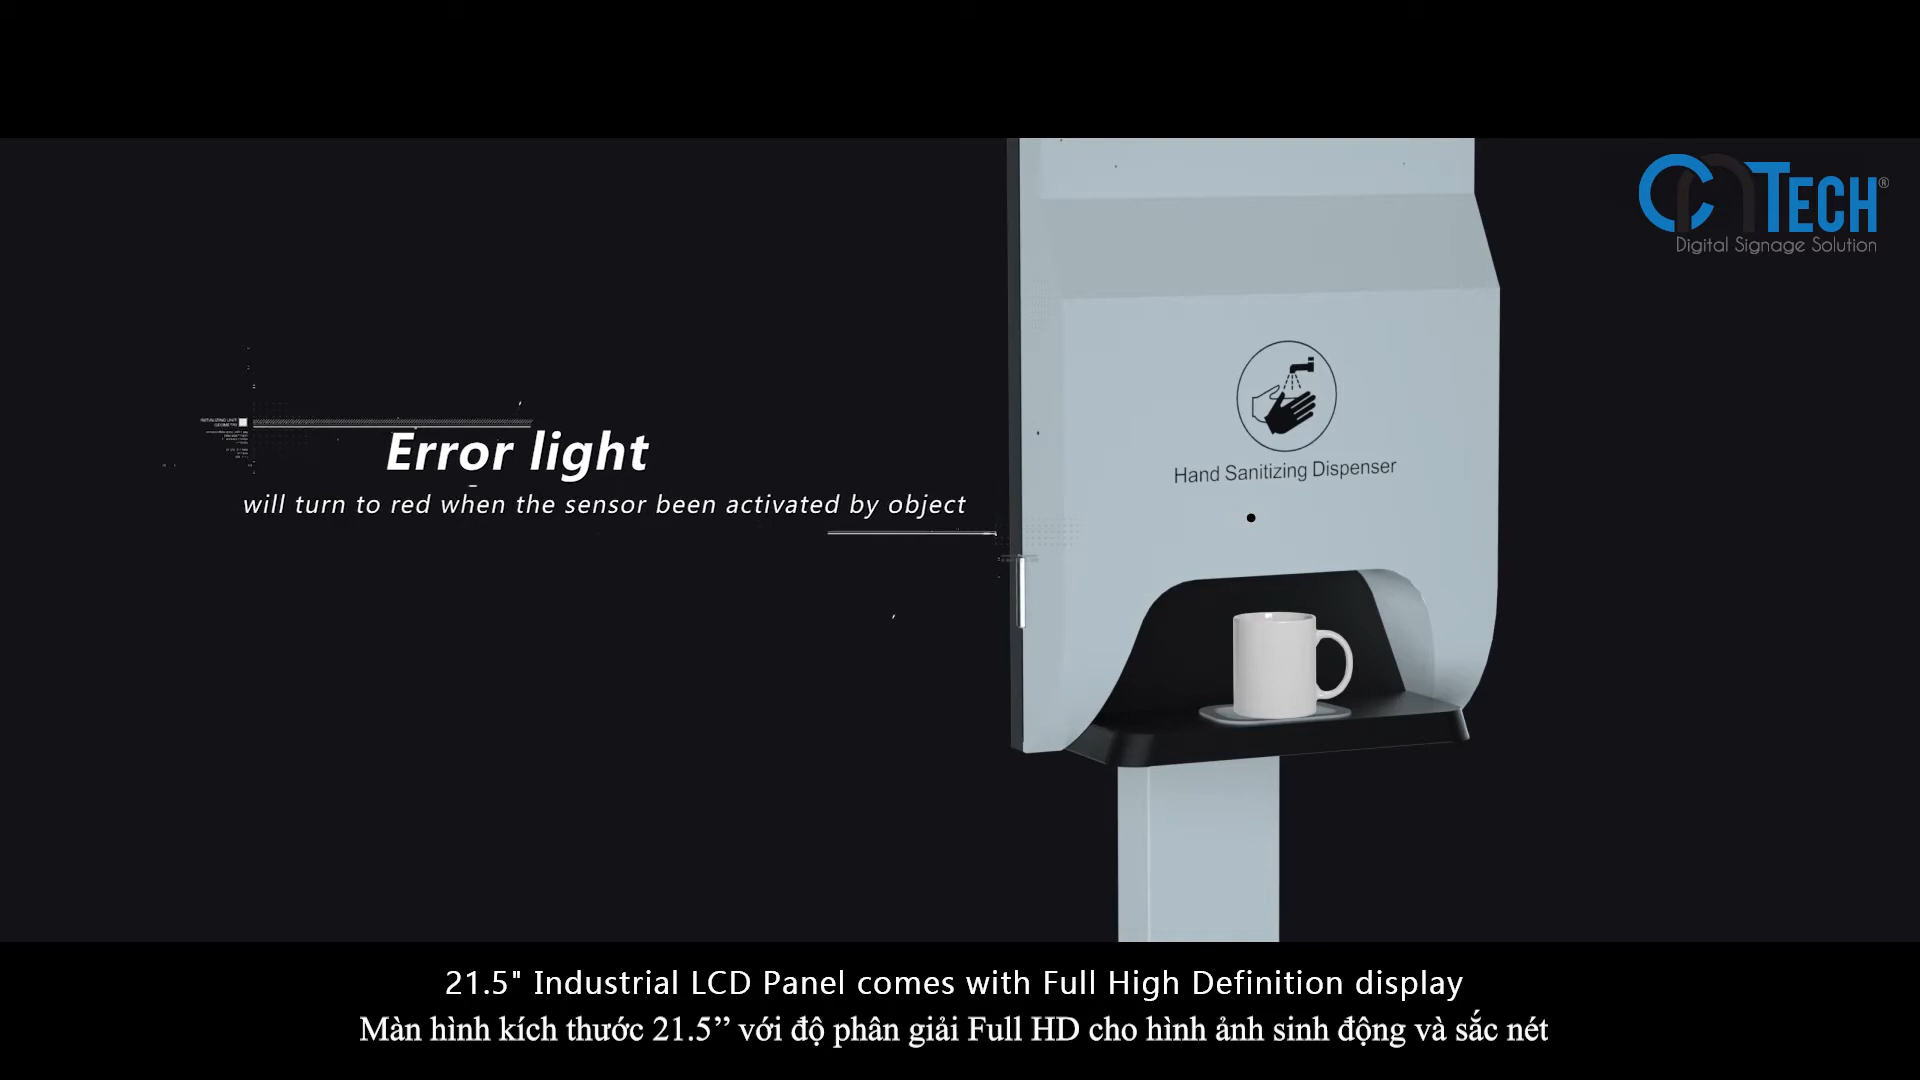 CNTECH®
Digital Signage Solution
Error light
will turn to red when the sensor been activated by object
Hand Sanitizing Dispenser
21.5" Industrial LCD Panel comes with Full High Definition display
Màn hình kích thước 21.5’’ với độ phân giải Full HD cho hình ảnh sinh động và sắc nét